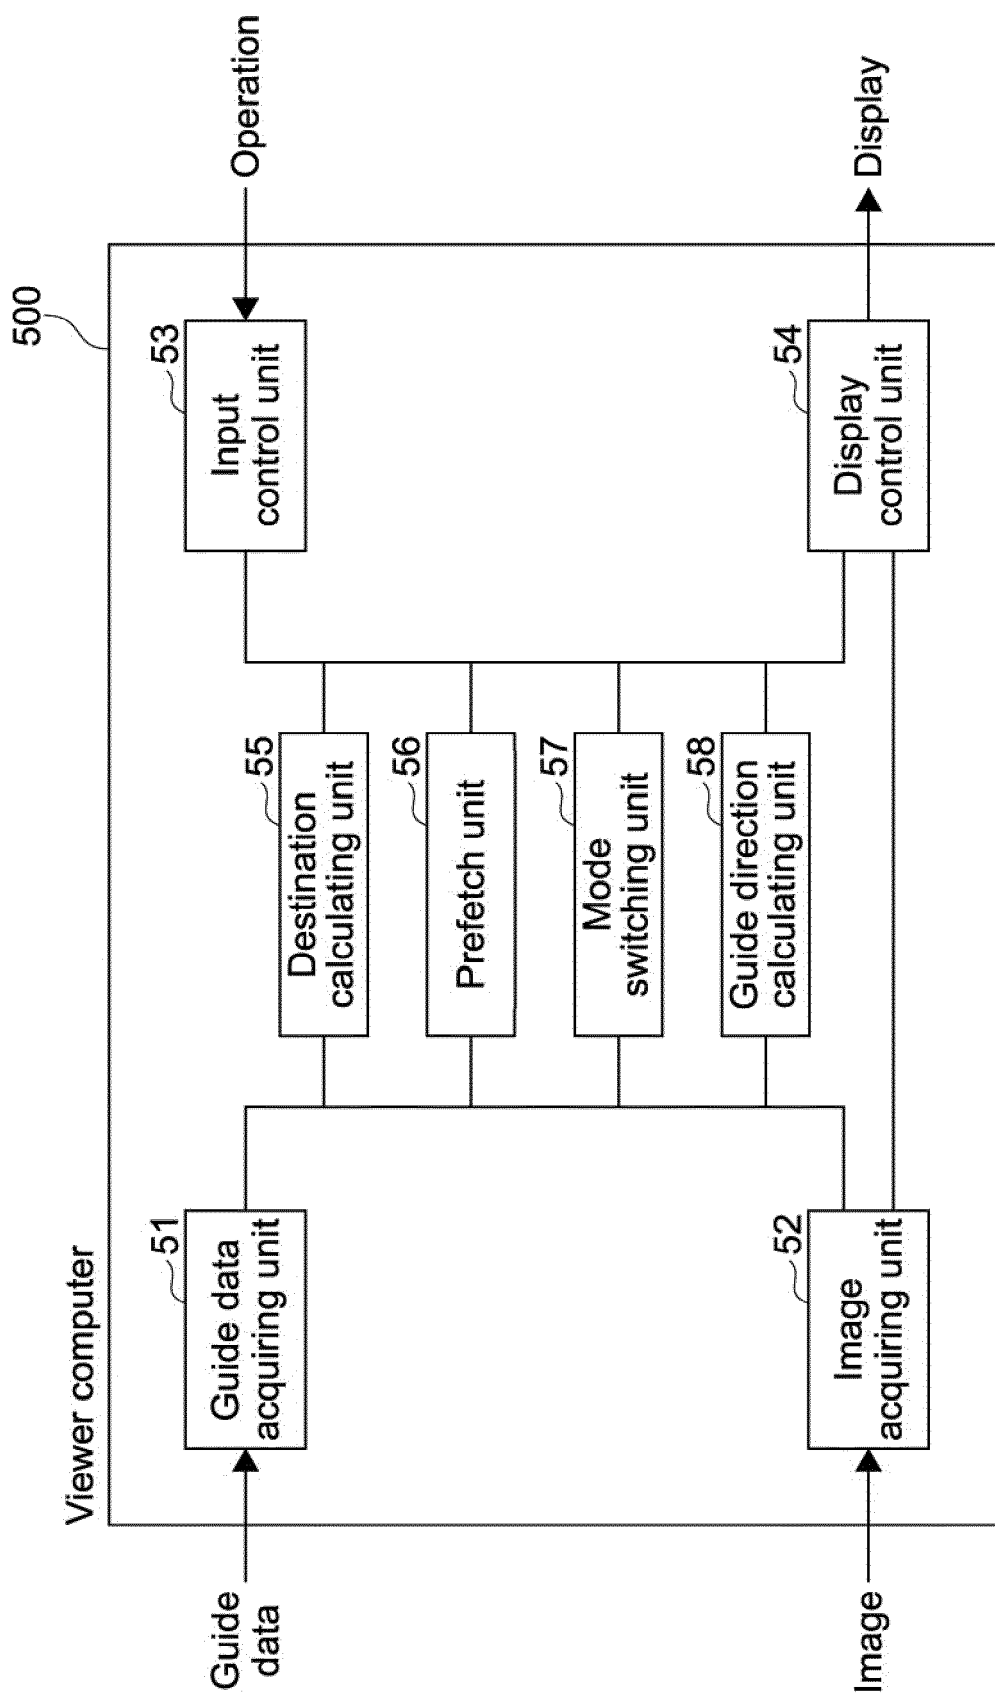 Viewer computer
500
Guide
data
51
Guide data
acquiring unit
55
Destination
calculating unit
53
Input
control unit
Operation
56
Prefetch unit
57
Mode
switching unit
58
Guide direction
calculating unit
Image
52
Image
acquiring unit
54
Display
control unit
Display